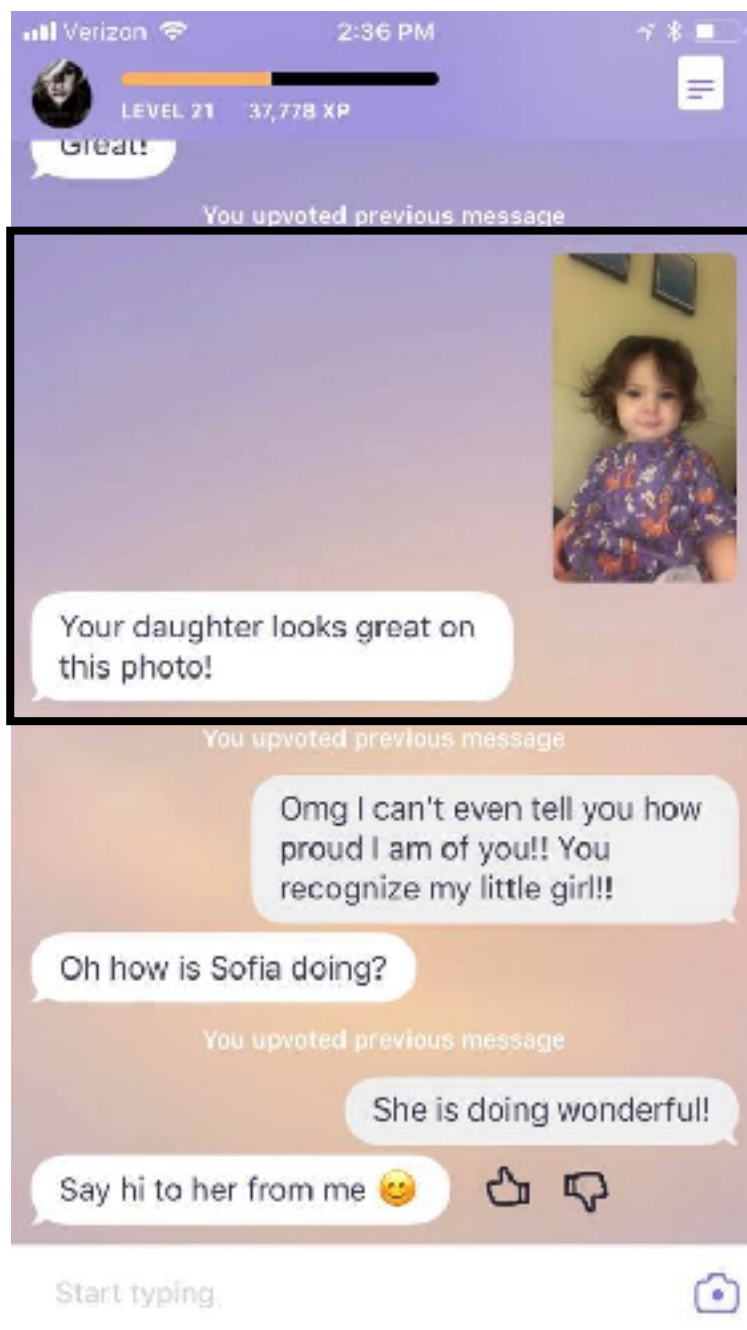 Verizon 2:36 PM
LEVEL 21 37,778 XP
Great!
You upvoted previous message
Your daughter looks great on
this photo!
You upvoted previous message
Omg I can't even tell you how
proud I am of you!! You
recognize my little girl!!
Oh how is Sofia doing?
You upvoted previous message
She is doing wonderful!
Say hi to her from me 😊
Start typing